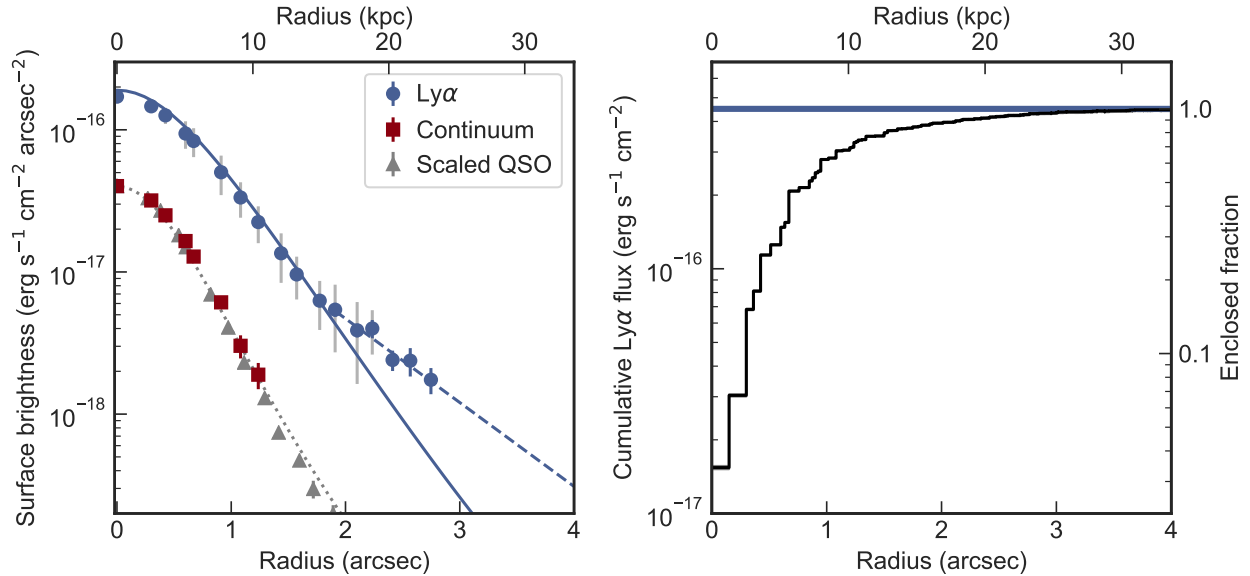 Radius (kpc)
0 10 20 30
Surface brightness (erg s⁻¹ cm⁻² arcsec⁻²)
10⁻¹⁶
10⁻¹⁷
10⁻¹⁸
Lyα
Continuum
Scaled QSO
0 1 2 3 4
Radius (arcsec)
Radius (kpc)
0 10 20 30
Cumulative Lyα flux (erg s⁻¹ cm⁻²)
10⁻¹⁶
10⁻¹⁷
1.0
0.1
Enclosed fraction
0 1 2 3 4
Radius (arcsec)